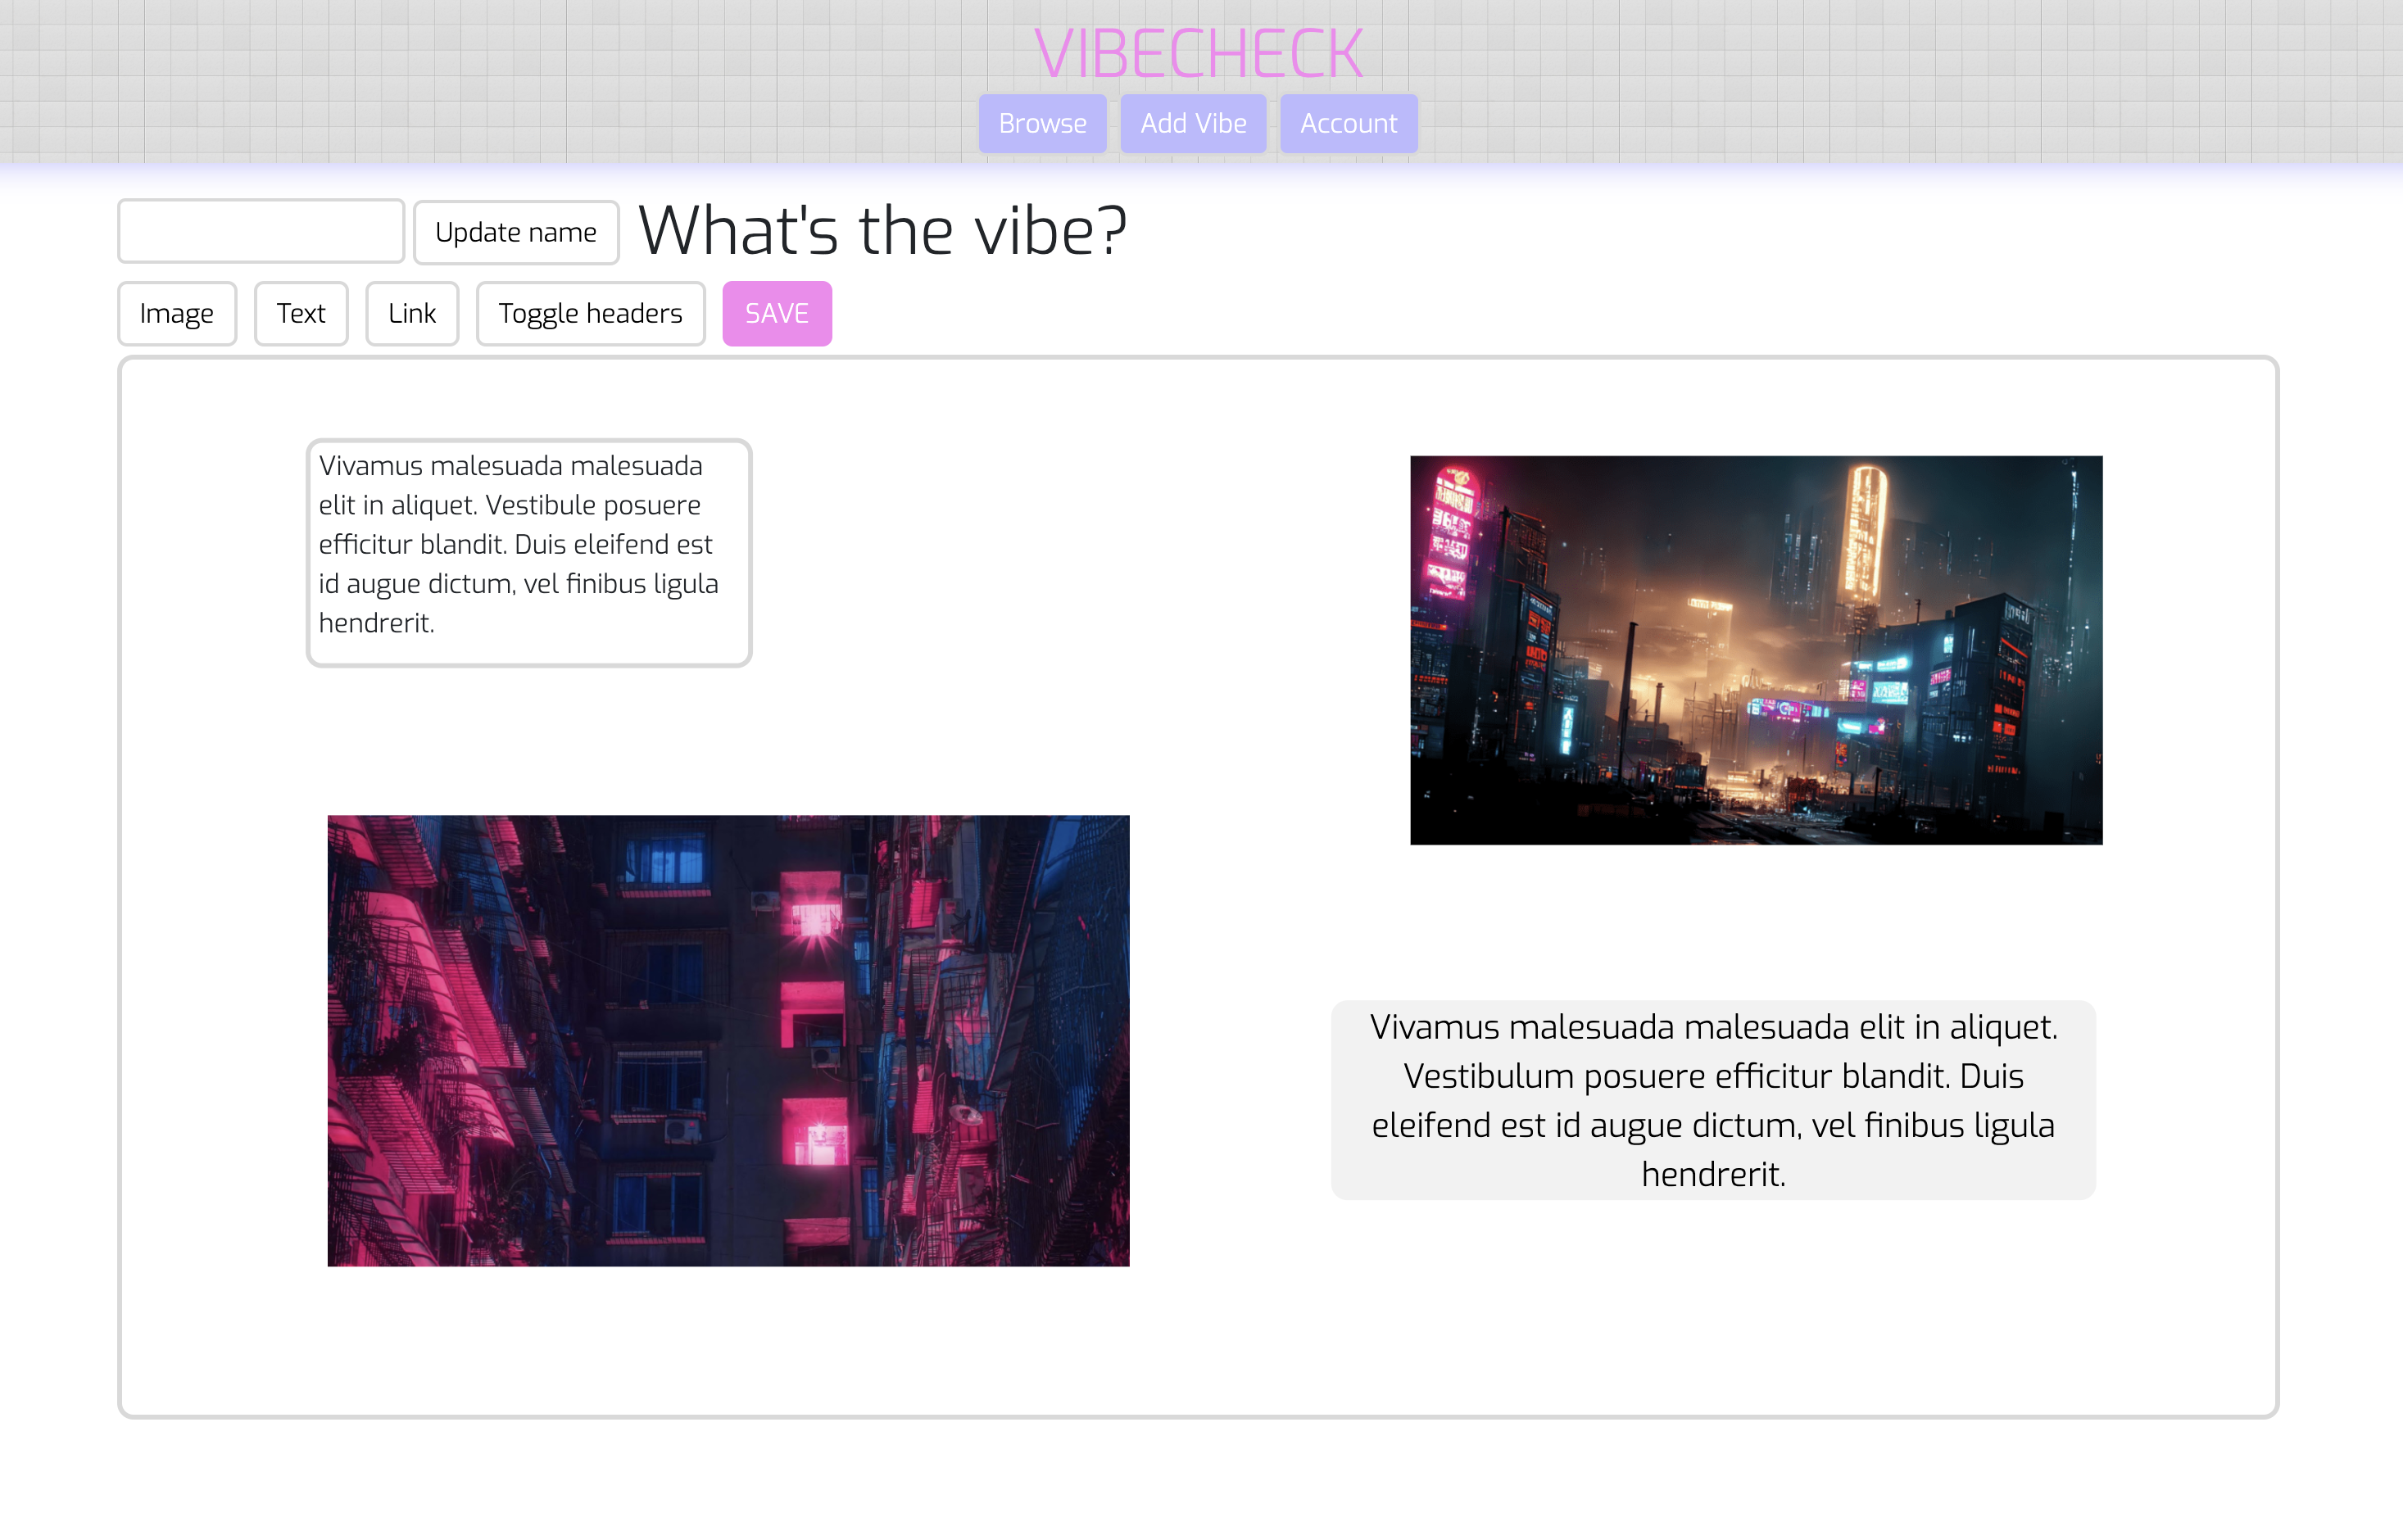 VIBECHECK
Browse Add Vibe Account
Update name What's the vibe?
Image Text Link Toggle headers SAVE
Vivamus malesuada malesuada
elit in aliquet. Vestibule posuere
efficitur blandit. Duis eleifend est
id augue dictum, vel finibus ligula
hendrerit.
Vivamus malesuada malesuada elit in aliquet.
Vestibulum posuere efficitur blandit. Duis
eleifend est id augue dictum, vel finibus ligula
hendrerit.